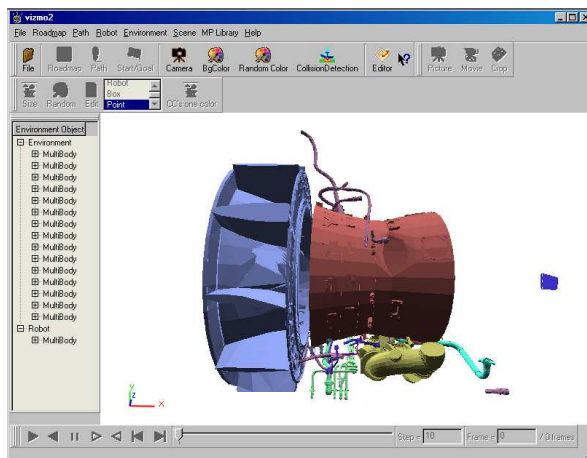 vizmo2
File Roadmap Path Robot Environment Scene MP Library Help
File Roadmap Path Start/Goal Camera BgColor Random Color CollisionDetection Editor Picture Movie Crop
Robot
Box
Point
Size Random Edit CC's one color
Environment Object
Environment
MultiBody
MultiBody
MultiBody
MultiBody
MultiBody
MultiBody
MultiBody
MultiBody
MultiBody
MultiBody
MultiBody
MultiBody
MultiBody
MultiBody
Robot
MultiBody
y
z
x
Step = 10 Frame = 0 / 0 frames